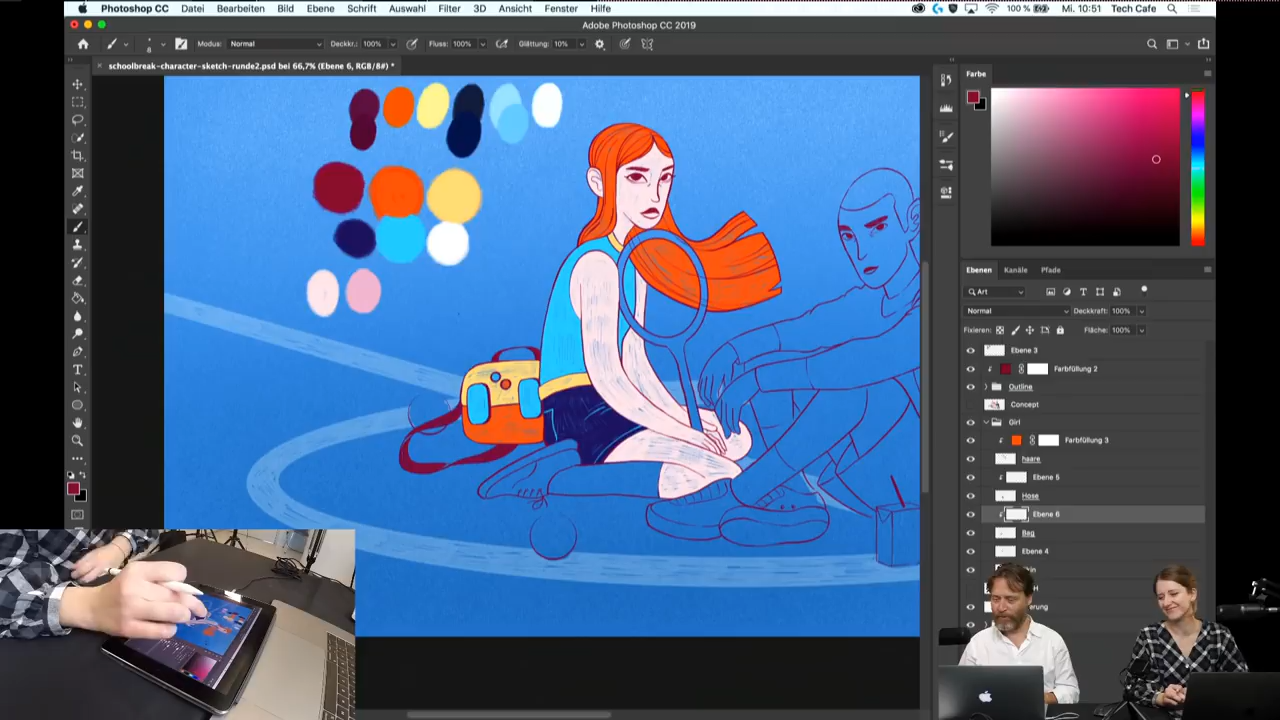 Photoshop CC Datei Bearbeiten Bild Ebene Schrift Auswahl Filter 3D Ansicht Fenster Hilfe 100 % Mi. 10:51 Tech Cafe
Adobe Photoshop CC 2019
8 Modus: Normal Deckkr.: 100% Fluss: 100% Glättung: 10%
schoolbreak-character-sketch-runde2.psd bei 66,7% (Ebene 6, RGB/8#) *
Farbe
Ebenen Kanäle Pfade
Art
Normal Deckkraft: 100%
Fixieren: Fläche: 100%
Ebene 3
Farbfüllung 2
Outline
Concept
Girl
Farbfüllung 3
haare
Ebene 5
Hose
Ebene 6
Bag
Ebene 4